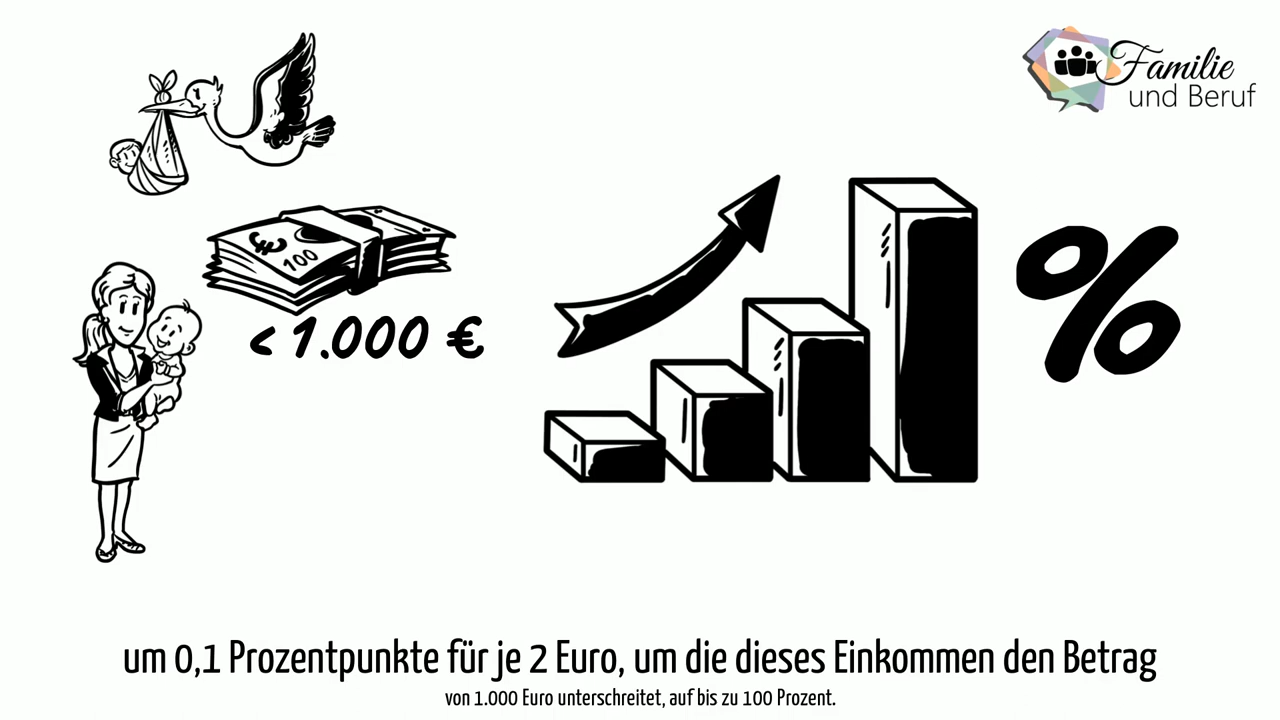 Familie
und Beruf
€
100
< 1.000 €
%
um 0,1 Prozentpunkte für je 2 Euro, um die dieses Einkommen den Betrag
von 1.000 Euro unterschreitet, auf bis zu 100 Prozent.